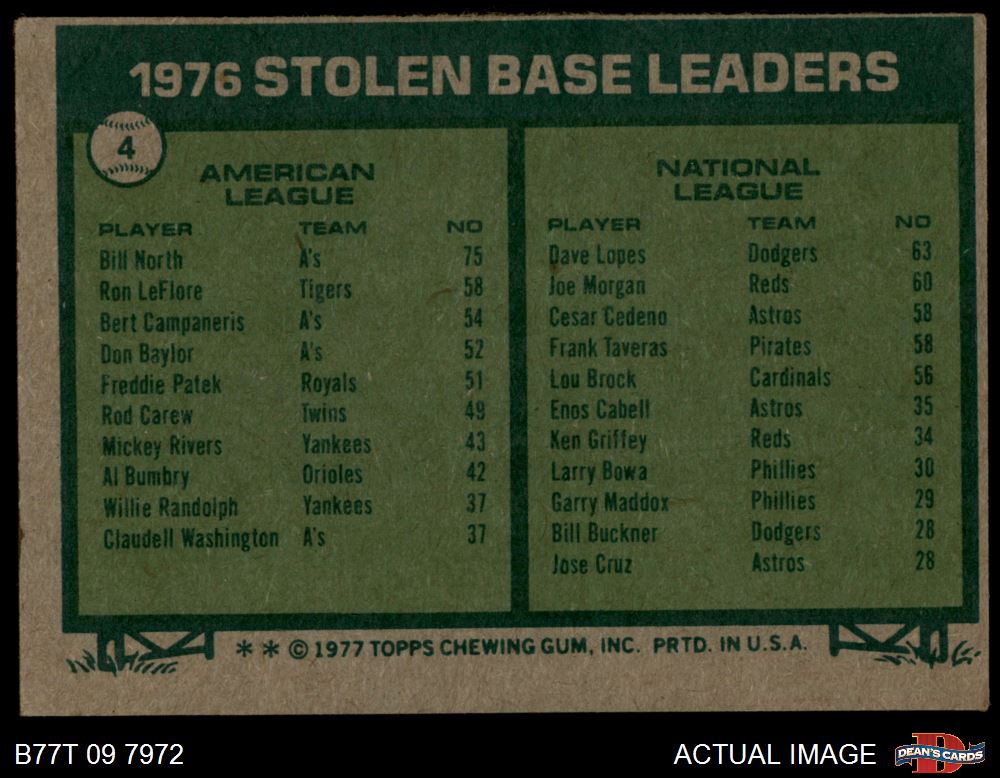 1976 STOLEN BASE LEADERS
4
AMERICAN
LEAGUE
PLAYER TEAM NO
Bill North A's 75
Ron LeFlore Tigers 58
Bert Campaneris A's 54
Don Baylor A's 52
Freddie Patek Royals 51
Rod Carew Twins 49
Mickey Rivers Yankees 43
Al Bumbry Orioles 42
Willie Randolph Yankees 37
Claudell Washington A's 37
NATIONAL
LEAGUE
PLAYER TEAM NO
Dave Lopes Dodgers 63
Joe Morgan Reds 60
Cesar Cedeno Astros 58
Frank Taveras Pirates 58
Lou Brock Cardinals 56
Enos Cabell Astros 35
Ken Griffey Reds 34
Larry Bowa Phillies 30
Garry Maddox Phillies 29
Bill Buckner Dodgers 28
Jose Cruz Astros 28
** © 1977 TOPPS CHEWING GUM, INC. PRTD. IN U.S.A.
B77T 09 7972
ACTUAL IMAGE
D
DEAN'S CARDS